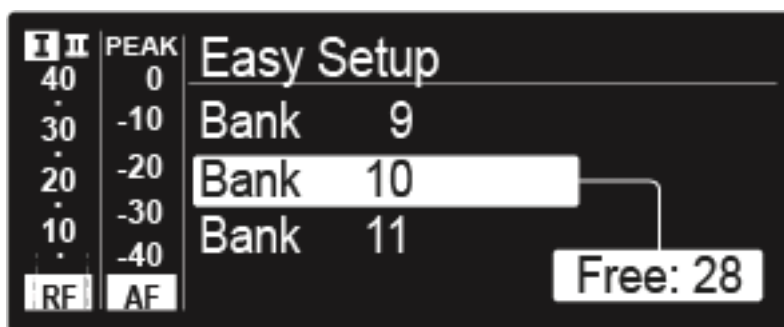 I II PEAK
40 0
30 -10
20 -20
10 -30
-40
RF AF
Easy Setup
Bank 9
Bank 10
Bank 11
Free: 28